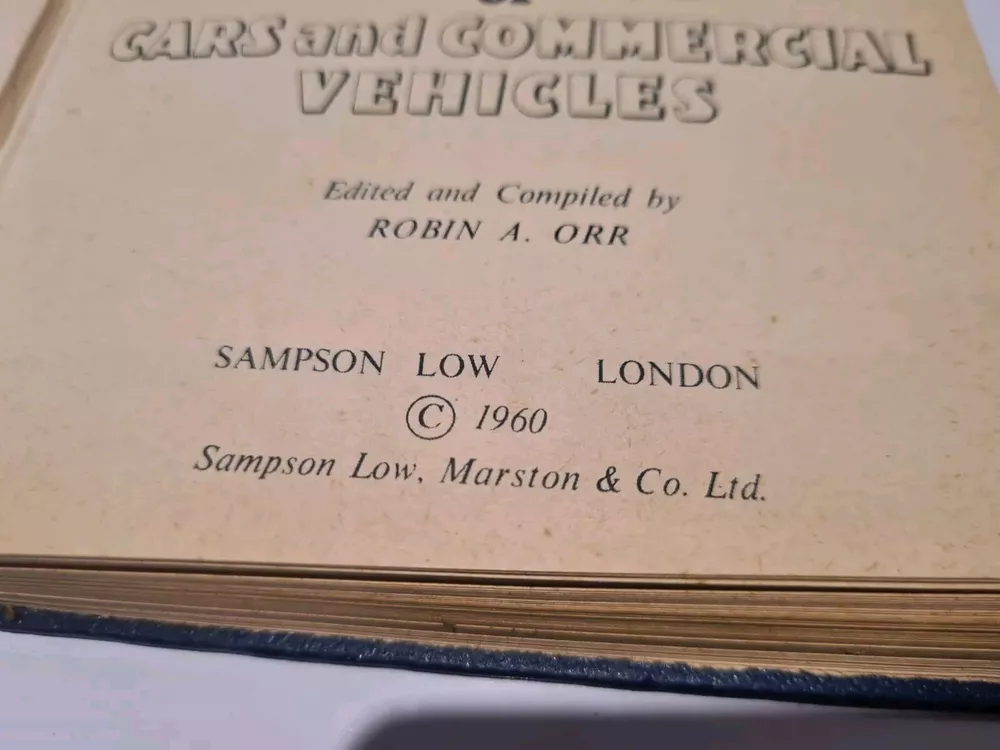 CARS and COMMERCIAL
VEHICLES
Edited and Compiled by
ROBIN A. ORR
SAMPSON LOW LONDON
© 1960
Sampson Low, Marston & Co. Ltd.